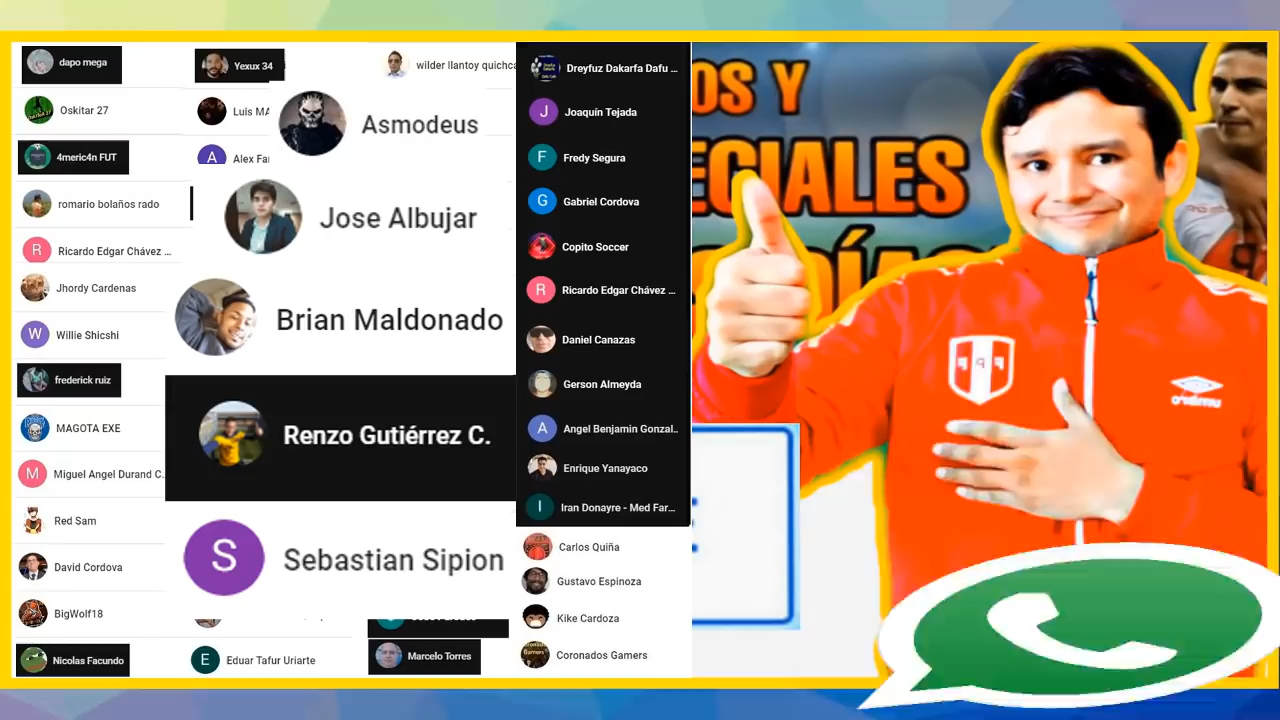 dapo mega
Oskitar 27
4meric4n FUT
romario bolaños rado
R
Ricardo Edgar Chávez ...
Jhordy Cardenas
W
Willie Shicshi
frederick ruiz
MAGOTA EXE
M
Miguel Angel Durand C.
Red Sam
David Cordova
BigWolf18
Nicolas Facundo
Yexux 34
Luis MA
A
Alex Far
wilder llantoy quichca
Asmodeus
Jose Albujar
Brian Maldonado
Renzo Gutiérrez C.
S
Sebastian Sipion
E
Eduar Tafur Uriarte
Marcelo Torres
Dreyfuz Dakarfa Dafu ...
J
Joaquín Tejada
F
Fredy Segura
G
Gabriel Cordova
Copito Soccer
R
Ricardo Edgar Chávez ...
Daniel Canazas
Gerson Almeyda
A
Angel Benjamin Gonzal..
Enrique Yanayaco
I
Iran Donayre - Med Far...
Carlos Quiña
Gustavo Espinoza
Kike Cardoza
Coronados Gamers
OS Y
ECIALES
DÍAS